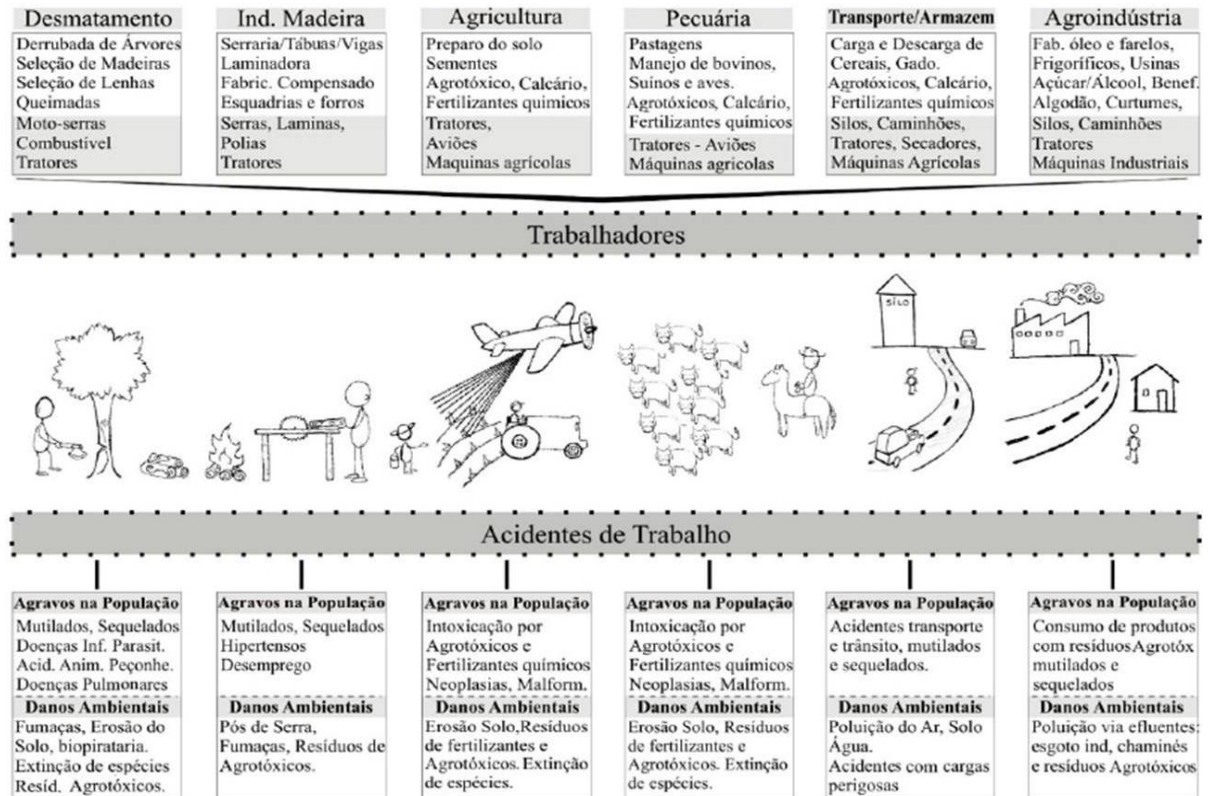 Desmatamento
Derrubada de Árvores
Seleção de Madeiras
Seleção de Lenhas
Queimadas
Moto-serras
Combustível
Tratores
Ind. Madeira
Serraria/Tábuas/Vigas
Laminadora
Fabric. Compensado
Esquadrias e forros
Serras, Laminas,
Polias
Tratores
Agricultura
Preparo do solo
Sementes
Agrotóxico, Calcário,
Fertilizantes quimicos
Tratores,
Aviões
Maquinas agrícolas
Pecuária
Pastagens
Manejo de bovinos,
Suinos e aves.
Agrotóxicos, Calcário,
Fertilizantes químicos
Tratores - Aviões
Máquinas agricolas
Transporte/Armazem
Carga e Descarga de
Cereais, Gado.
Agrotóxicos, Calcário,
Fertilizantes químicos
Silos, Caminhões,
Tratores, Secadores,
Máquinas Agrícolas
Agroindústria
Fab. óleo e farelos,
Frigoríficos, Usinas
Açúcar/Álcool, Benef.
Algodão, Curtumes,
Silos, Caminhões
Tratores
Máquinas Industriais
Trabalhadores
SILO
Acidentes de Trabalho
Agravos na População
Mutilados, Sequelados
Doenças Inf. Parasit.
Acid. Anim. Peçonhe.
Doenças Pulmonares
Danos Ambientais
Fumaças, Erosão do
Solo, biopirataria.
Extinção de espécies
Resíd. Agrotóxicos.
Agravos na População
Mutilados, Sequelados
Hipertensos
Desemprego
Danos Ambientais
Pós de Serra,
Fumaças, Resíduos de
Agrotóxicos.
Agravos na População
Intoxicação por
Agrotóxicos e
Fertilizantes químicos
Neoplasias, Malform.
Danos Ambientais
Erosão Solo,Resíduos
de fertilizantes e
Agrotóxicos. Extinção
de espécies.
Agravos na População
Intoxicação por
Agrotóxicos e
Fertilizantes químicos
Neoplasias, Malform.
Danos Ambientais
Erosão Solo, Resíduos
de fertilizantes e
Agrotóxicos. Extinção
de espécies.
Agravos na População
Acidentes transporte
e trânsito, mutilados
e sequelados.
Danos Ambientais
Poluição do Ar, Solo
Água.
Acidentes com cargas
perigosas
Agravos na População
Consumo de produtos
com resíduos Agrotóx
mutilados e
sequelados
Danos Ambientais
Poluição via efluentes:
esgoto ind, chaminés
e resíduos Agrotóxicos